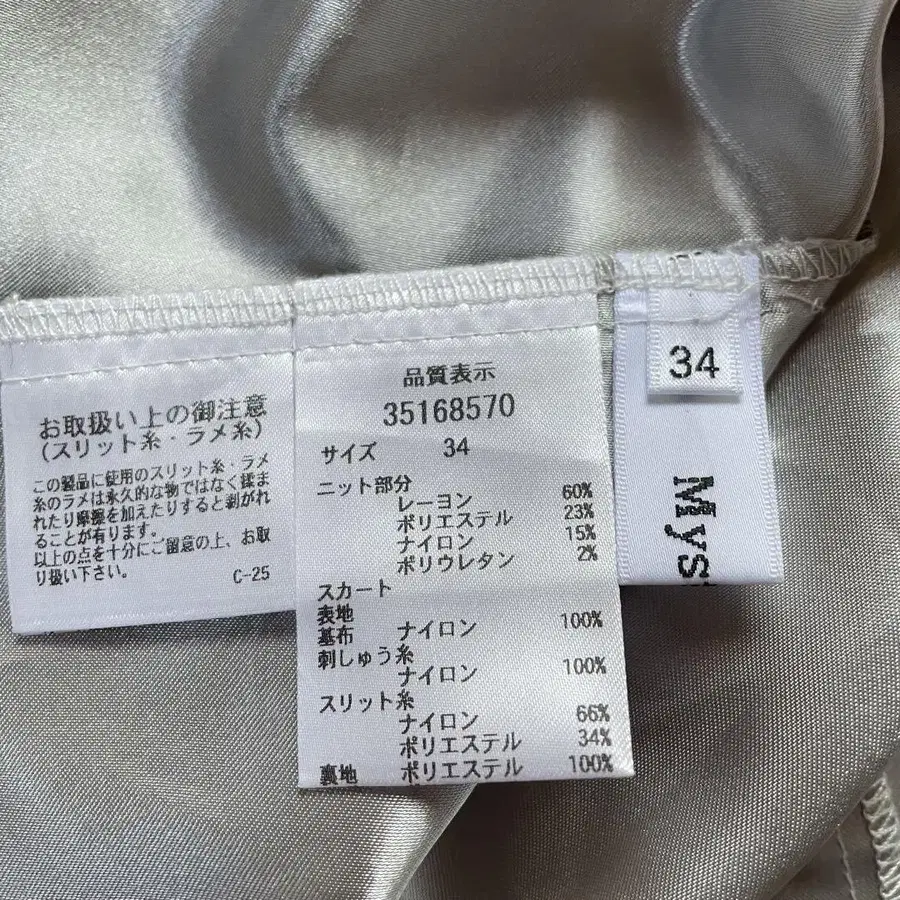 お取扱い上の御注意
(スリット糸・ラメ糸)
この製品に使用のスリット糸・ラメ
糸のラメは永久的な物ではなく揉ま
れたり摩擦を加えたりすると剥がれ
ることが有ります。
以上の点を十分にご留意の上、お取
り扱い下さい。
C-25
品質表示
35168570
サイズ 34
ニット部分
レーヨン 60%
ポリエステル 23%
ナイロン 15%
ポリウレタン 2%
スカート
表地
基布 ナイロン 100%
刺しゅう糸
ナイロン 100%
スリット糸
ナイロン 66%
ポリエステル 34%
裏地 ポリエステル 100%
34
Mys